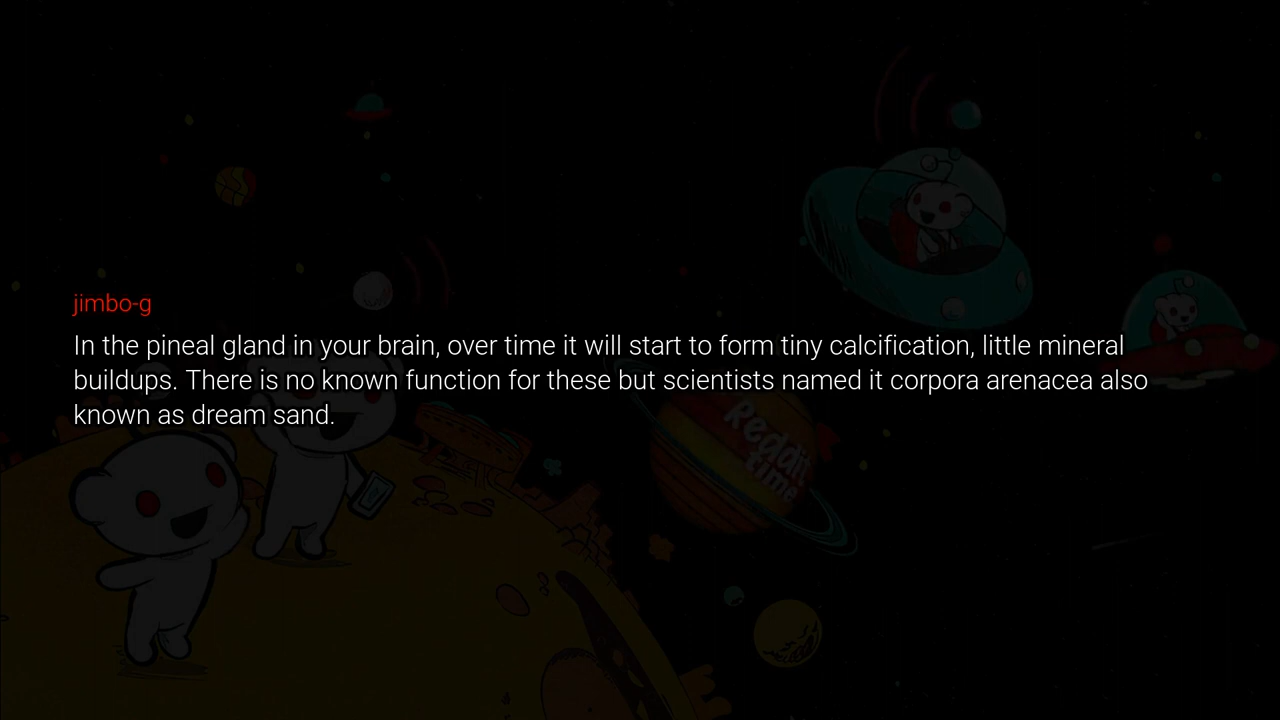 jimbo-g
In the pineal gland in your brain, over time it will start to form tiny calcification, little mineral
buildups. There is no known function for these but scientists named it corpora arenacea also
known as dream sand.
Reddit
time